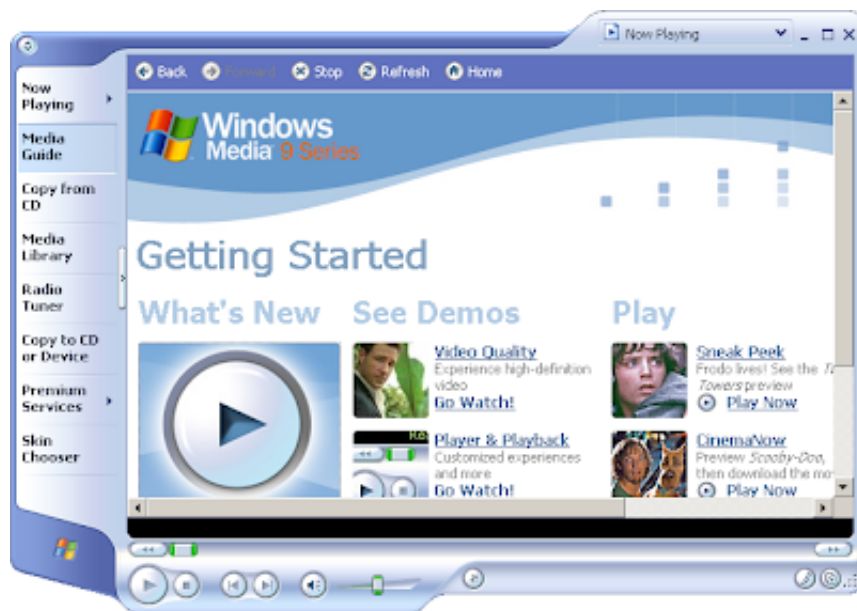 Now Playing
Back Forward Stop Refresh Home
Now
Playing
Media
Guide
Copy from
CD
Media
Library
Radio
Tuner
Copy to CD
or Device
Premium
Services
Skin
Chooser
Windows
Media 9 Series
Getting Started
What's New
See Demos
Video Quality
Experience high-definition
video
Go Watch!
Player & Playback
Customized experiences
and more
Go Watch!
Play
Sneak Peek
Frodo lives! See the
Towers preview
Play Now
CinemaNow
Preview Scooby-Doo,
then download the mo
Play Now